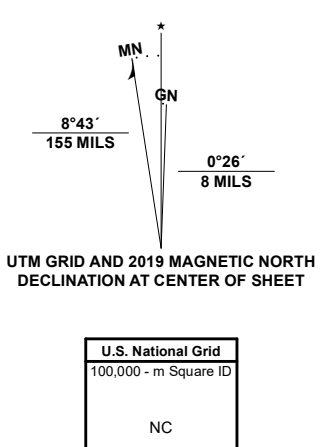 ★
MN
GN
8°43´
155 MILS
0°26´
8 MILS
UTM GRID AND 2019 MAGNETIC NORTH
DECLINATION AT CENTER OF SHEET
U.S. National Grid
100,000 - m Square ID
NC